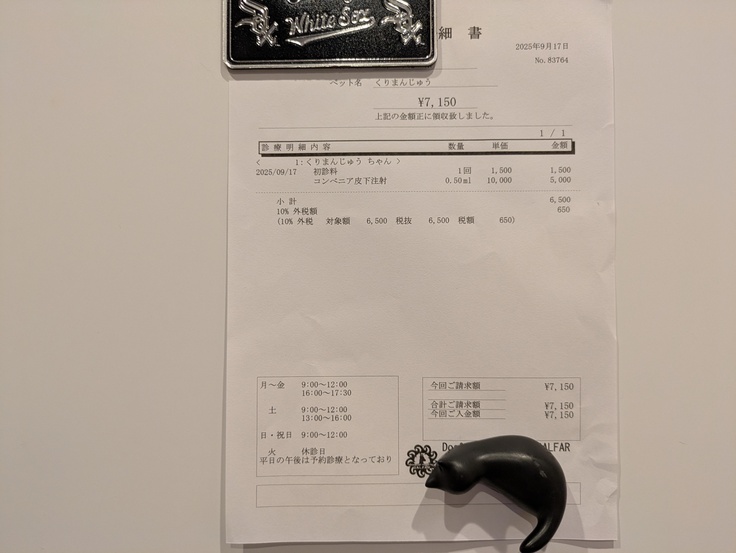 Sox
White Sox
Sox
細 書
2025年9月17日
No. 83764
ペット名 くりまんじゅう
¥7,150
上記の金額正に領収致しました。
1 / 1
診 療 明 細 内 容 数量 単価 金額
< 1:くりまんじゅう ちゃん >
2025/09/17 初診料 1回 1,500 1,500
コンベニア皮下注射 0.50ml 10,000 5,000
小 計 6,500
10% 外税額 650
(10% 外税 対象額 6,500 税抜 6,500 税額 650)
月～金 9:00～12:00
16:00～17:30
土 9:00～12:00
13:00～16:00
日・祝日 9:00～12:00
火 休診日
平日の午後は予約診療となっており
今回ご請求額 ¥7,150
合計ご請求額 ¥7,150
今回ご入金額 ¥7,150
ALFAR